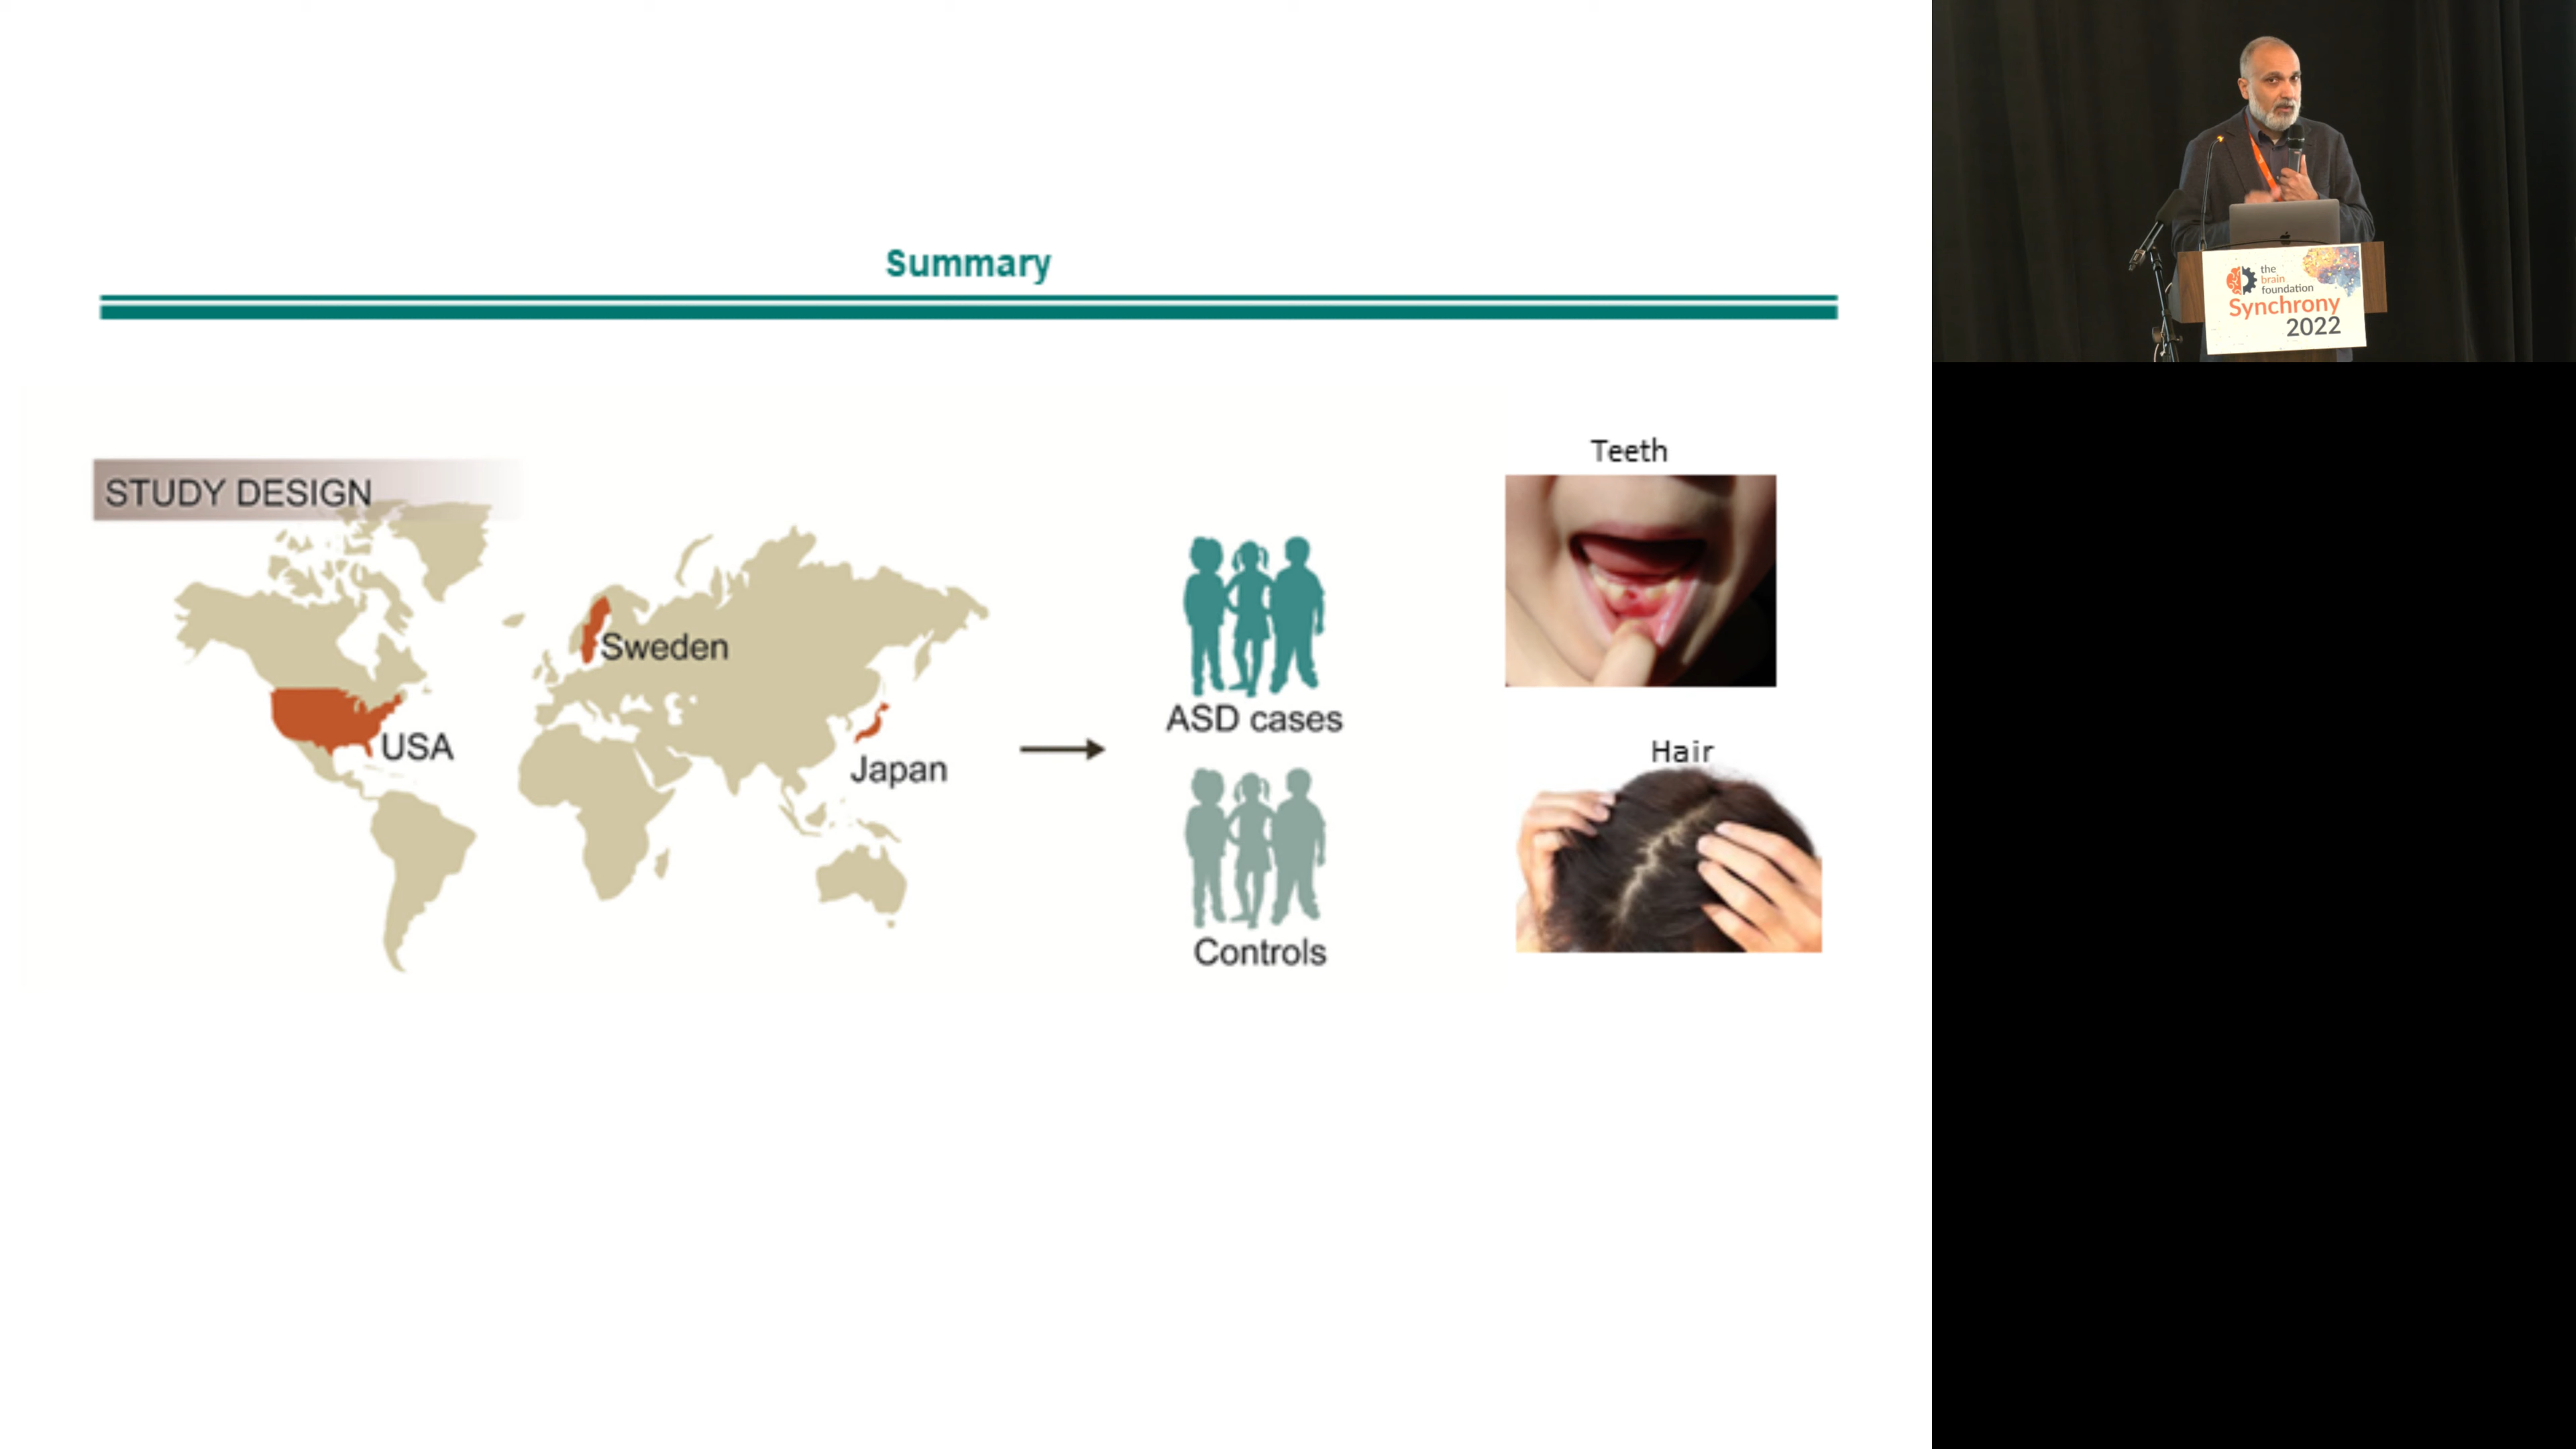 Summary
STUDY DESIGN
Sweden
USA
Japan
ASD cases
Controls
Teeth
Hair
the
brain
foundation
Synchrony
2022